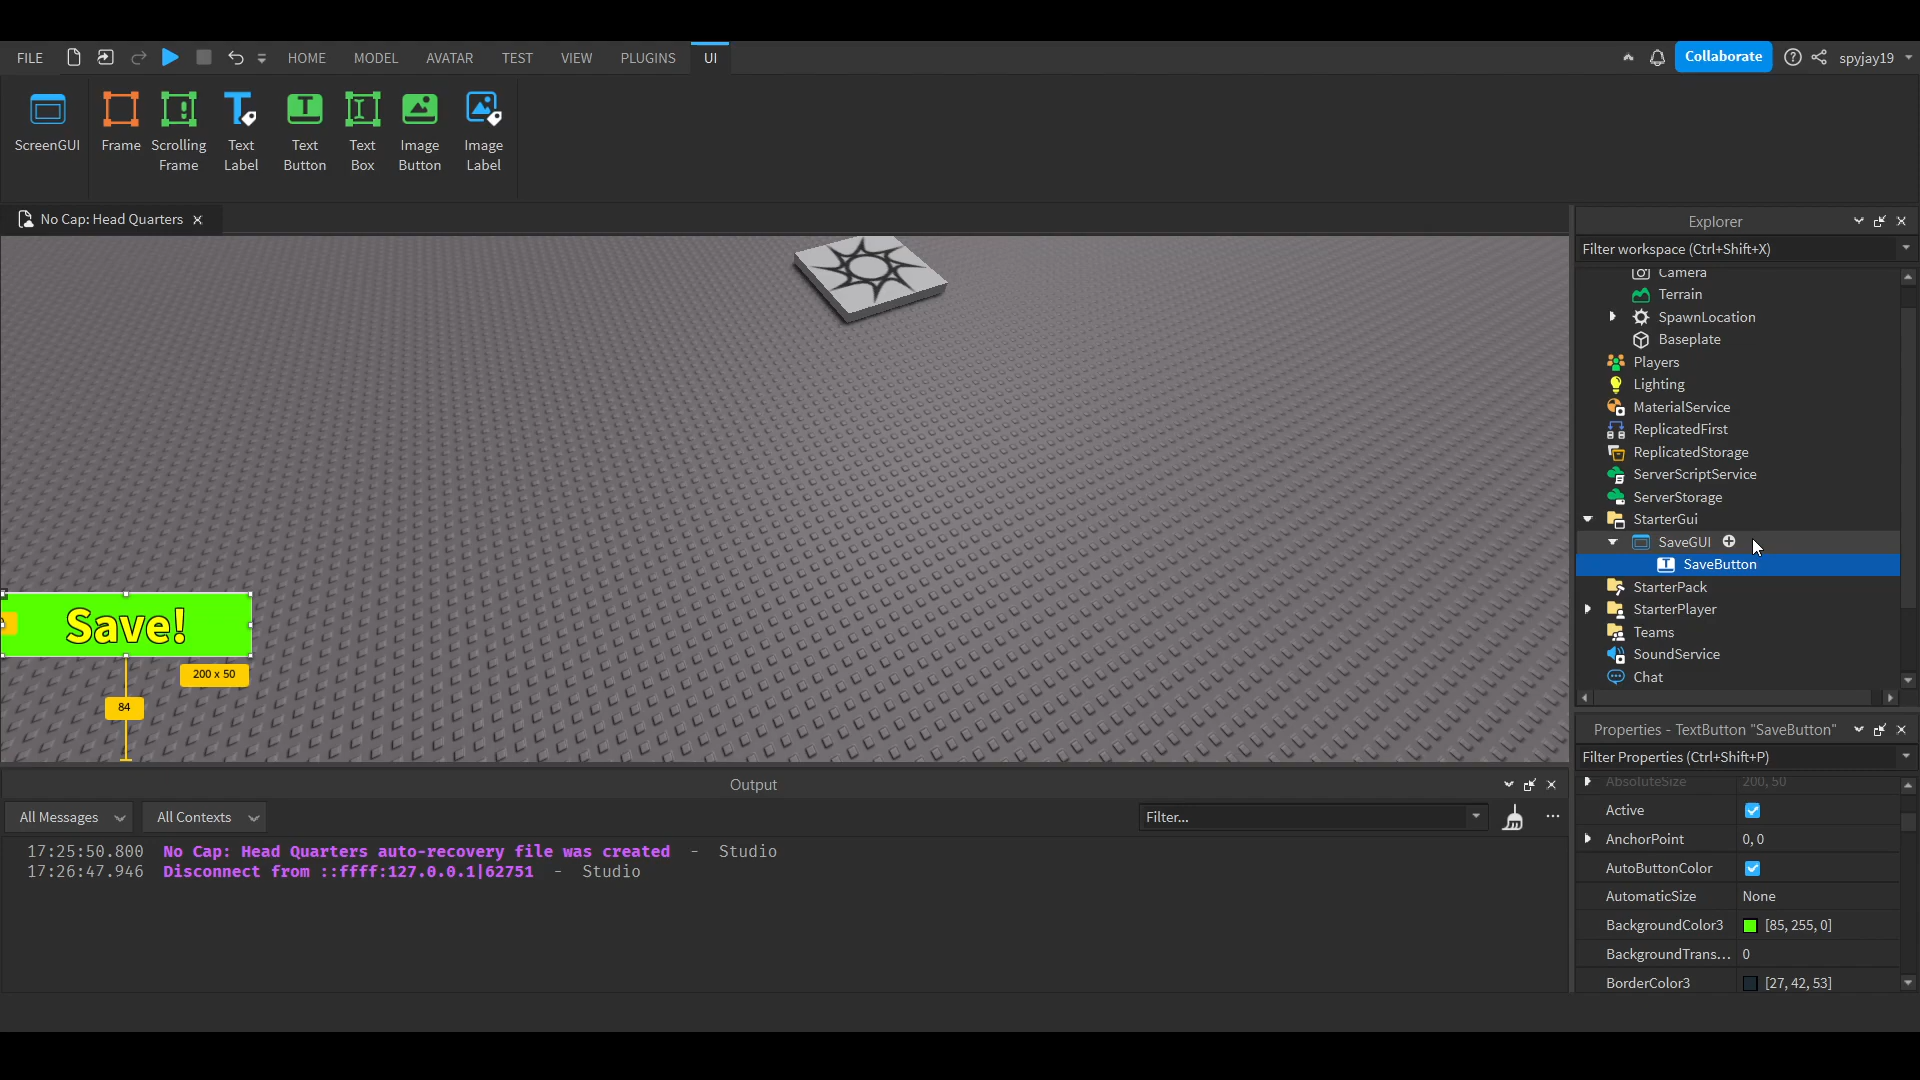 FILE
HOME
MODEL
AVATAR
TEST
VIEW
PLUGINS
UI
Collaborate
spyjay19
ScreenGUI
Frame
Scrolling
Frame
Text
Label
Text
Button
Text
Box
Image
Button
Image
Label
No Cap: Head Quarters
Save!
200 x 50
84
Explorer
Filter workspace (Ctrl+Shift+X)
Camera
Terrain
SpawnLocation
Baseplate
Players
Lighting
MaterialService
ReplicatedFirst
ReplicatedStorage
ServerScriptService
ServerStorage
StarterGui
SaveGUI
SaveButton
StarterPack
StarterPlayer
Teams
SoundService
Chat
Properties - TextButton "SaveButton"
Filter Properties (Ctrl+Shift+P)
AbsoluteSize 200, 50
Active
AnchorPoint 0, 0
AutoButtonColor
AutomaticSize None
BackgroundColor3 [85, 255, 0]
BackgroundTrans... 0
BorderColor3 [27, 42, 53]
Output
All Messages
All Contexts
Filter...
17:25:50.800 No Cap: Head Quarters auto-recovery file was created - Studio
17:26:47.946 Disconnect from ::ffff:127.0.0.1|62751 - Studio